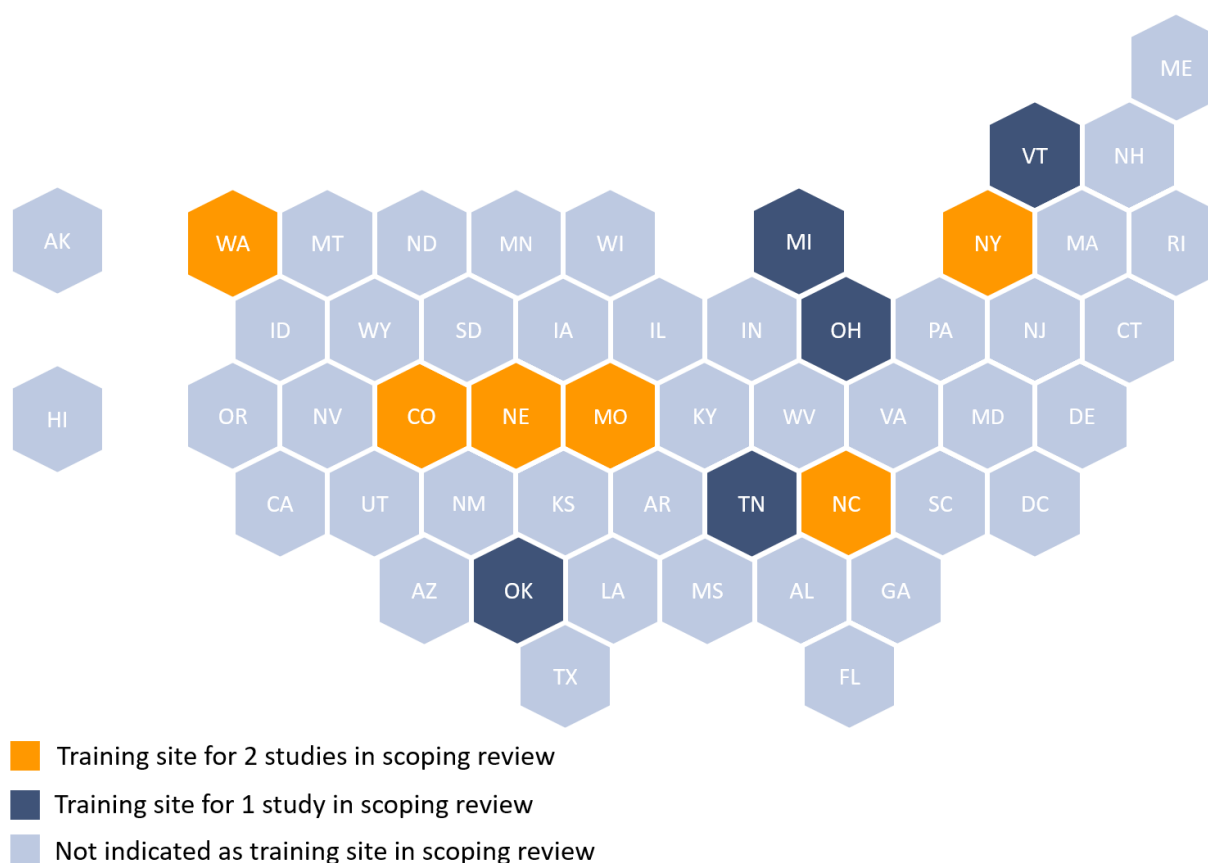 ME
VT NH
AK WA MT ND MN WI MI NY MA RI
ID WY SD IA IL IN OH PA NJ CT
HI OR NV CO NE MO KY WV VA MD DE
CA UT NM KS AR TN NC SC DC
AZ OK LA MS AL GA
TX FL
Training site for 2 studies in scoping review
Training site for 1 study in scoping review
Not indicated as training site in scoping review